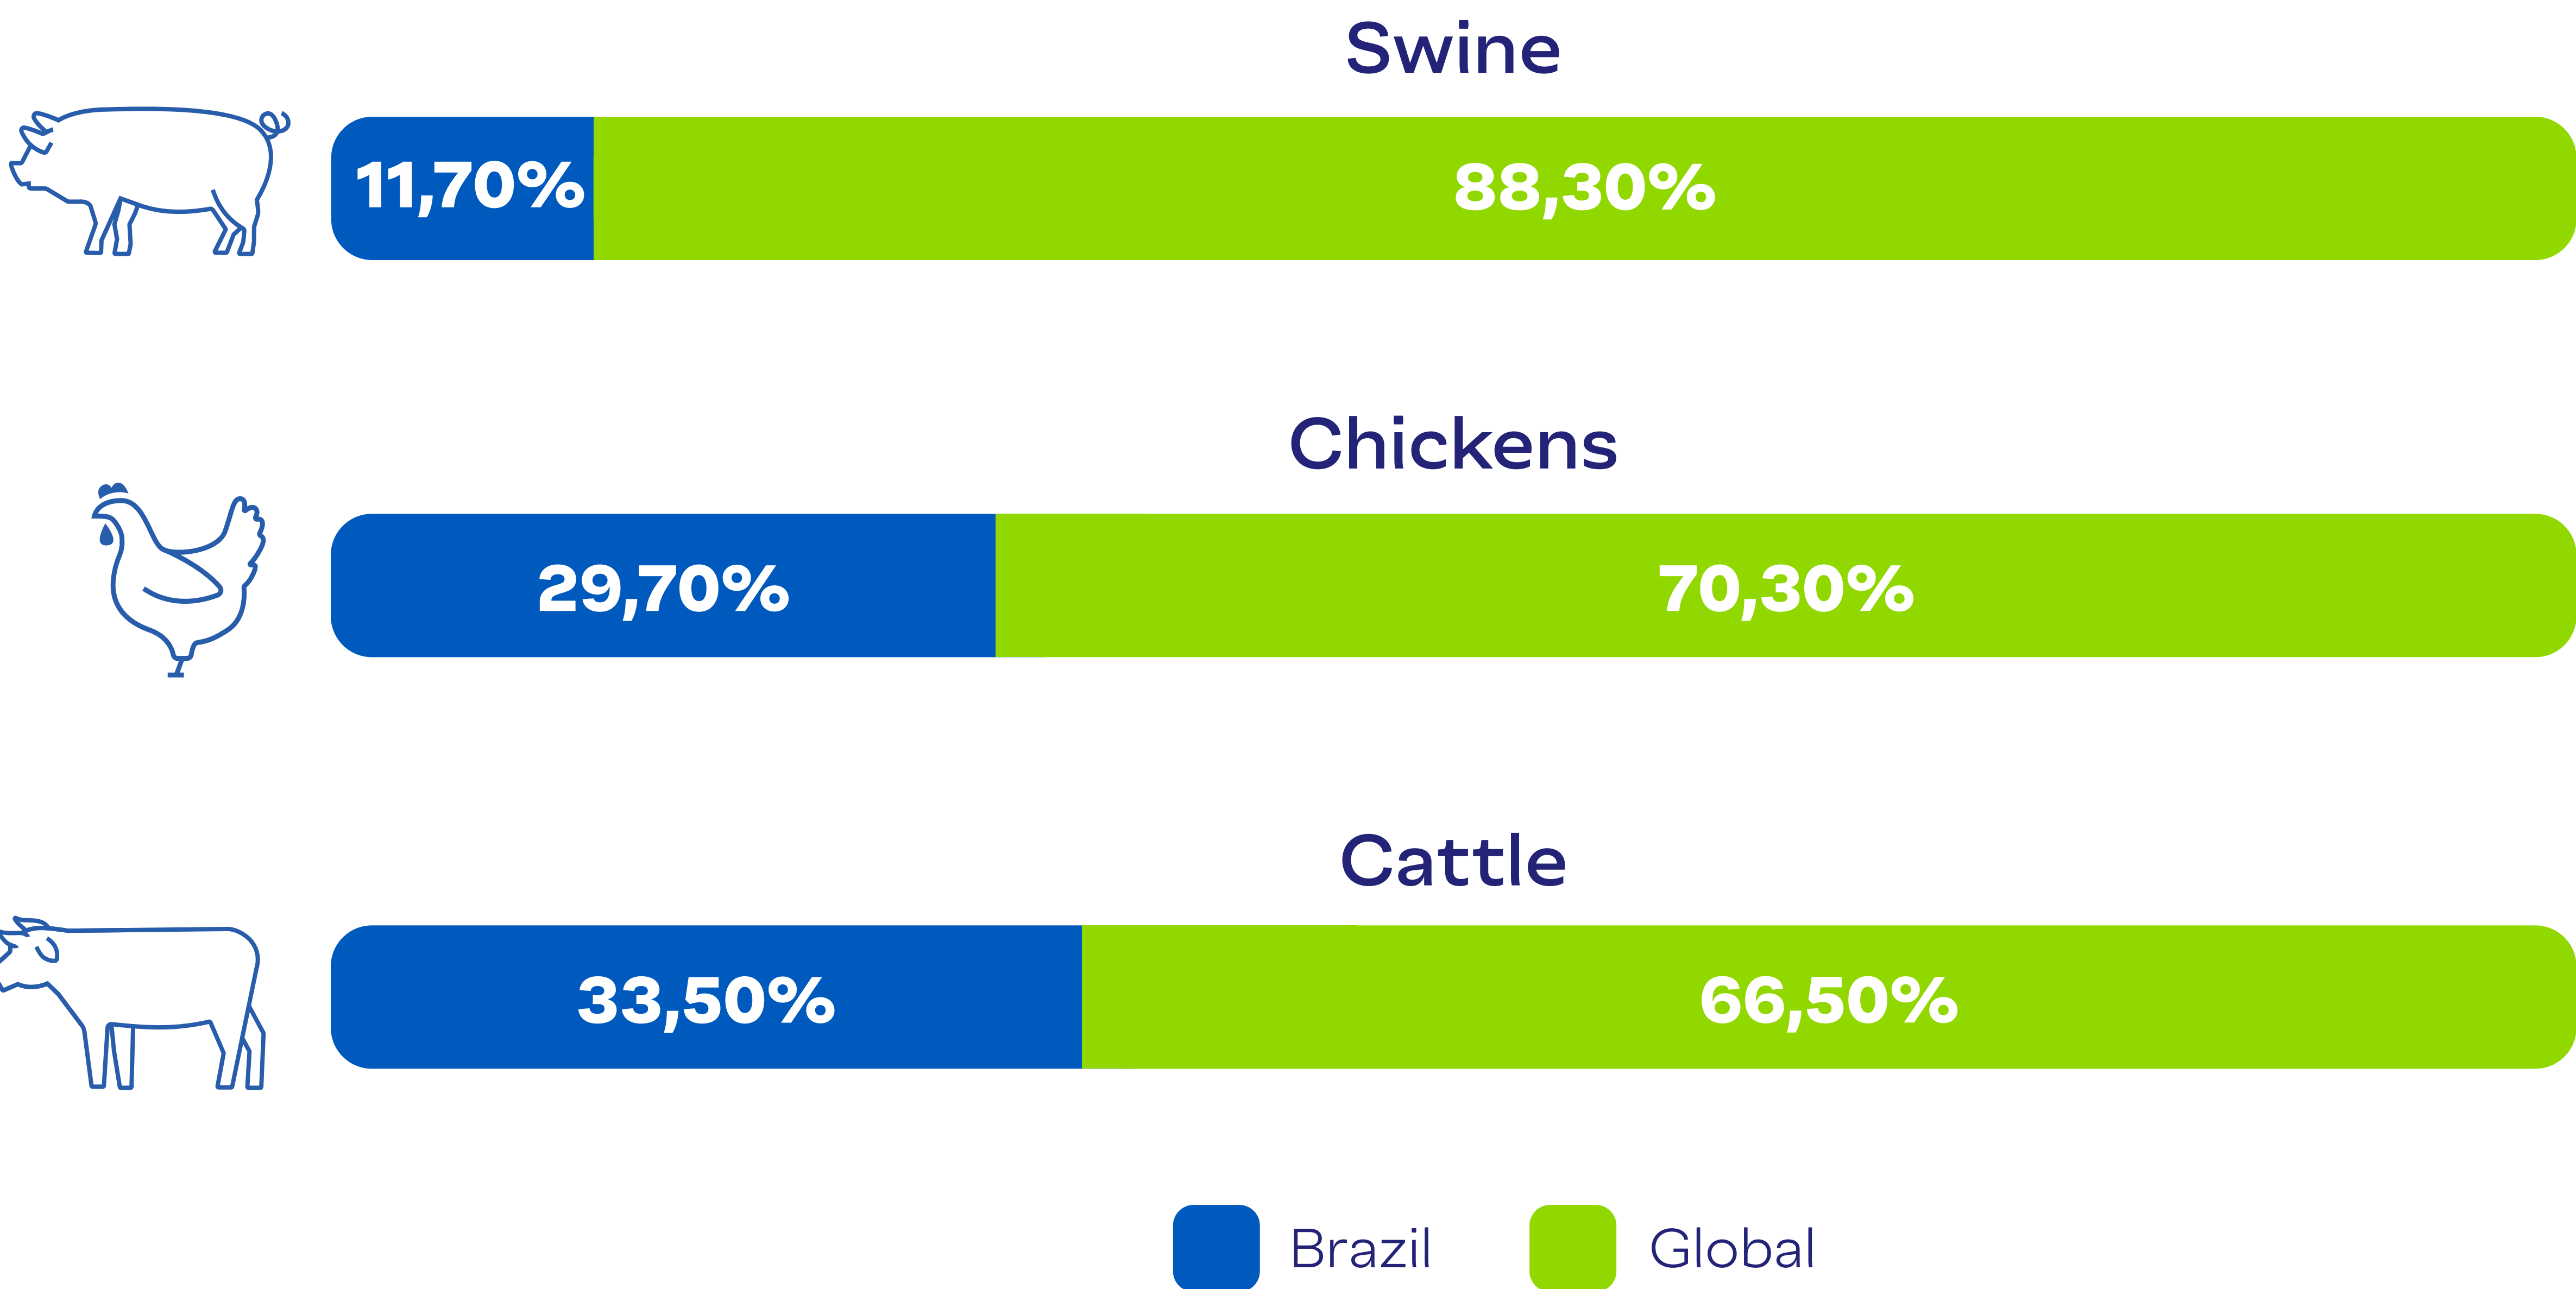 Swine
11,70% 88,30%
Chickens
29,70% 70,30%
Cattle
33,50% 66,50%
Brazil Global